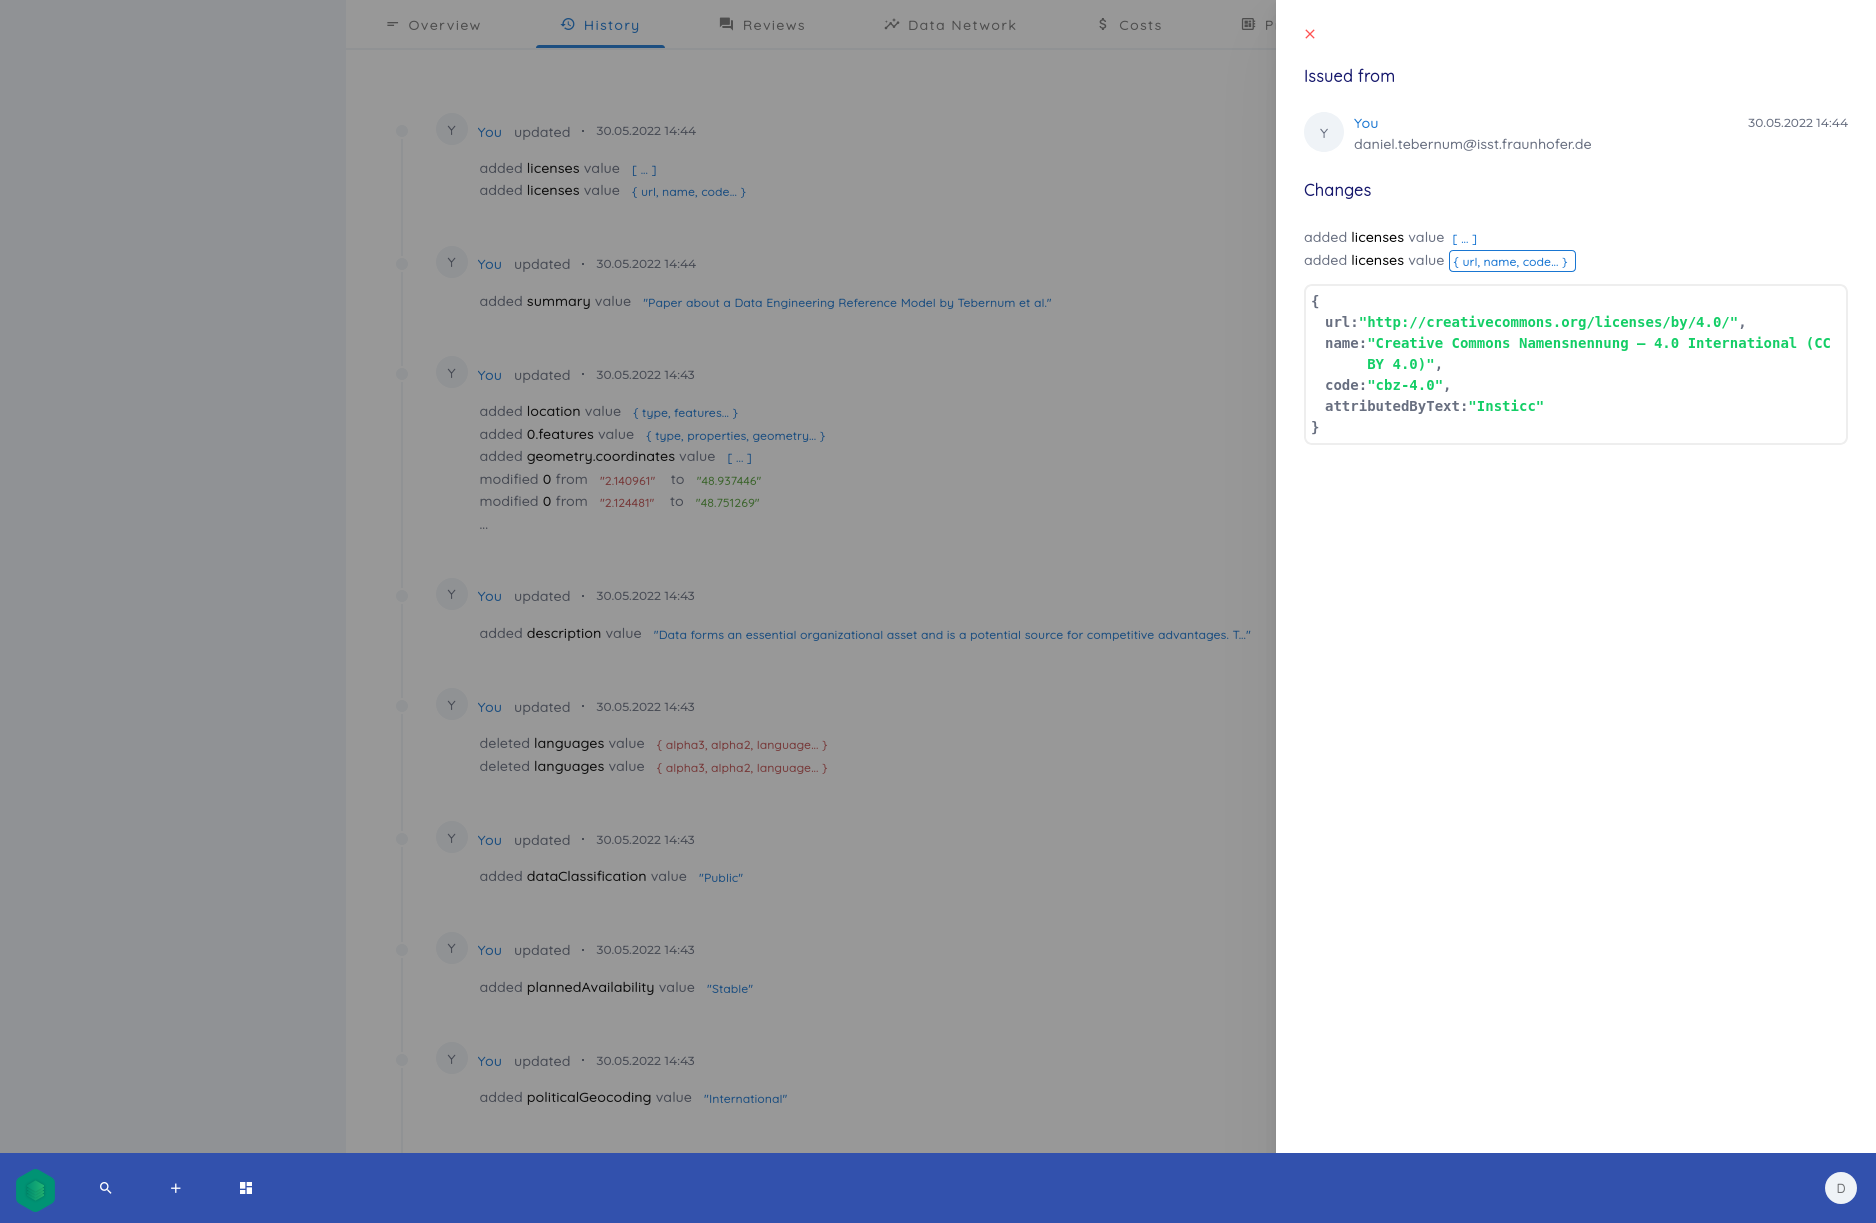 Overview History Reviews Data Network $ Costs P
Y You updated · 30.05.2022 14:44
added licenses value [ ... ]
added licenses value { url, name, code... }
Y You updated · 30.05.2022 14:44
added summary value "Paper about a Data Engineering Reference Model by Tebernum et al."
Y You updated · 30.05.2022 14:43
added location value { type, features... }
added 0.features value { type, properties, geometry... }
added geometry.coordinates value [ ... ]
modified 0 from "2.140961" to "48.937446"
modified 0 from "2.124481" to "48.751269"
...
Y You updated · 30.05.2022 14:43
added description value "Data forms an essential organizational asset and is a potential source for competitive advantages. T..."
Y You updated · 30.05.2022 14:43
deleted languages value { alpha3, alpha2, language... }
deleted languages value { alpha3, alpha2, language... }
Y You updated · 30.05.2022 14:43
added dataClassification value "Public"
Y You updated · 30.05.2022 14:43
added plannedAvailability value "Stable"
Y You updated · 30.05.2022 14:43
added politicalGeocoding value "International"
Issued from
Y You 30.05.2022 14:44
daniel.tebernum@isst.fraunhofer.de
Changes
added licenses value [ ... ]
added licenses value { url, name, code... }
{
url:"http://creativecommons.org/licenses/by/4.0/",
name:"Creative Commons Namensnennung – 4.0 International (CC
BY 4.0)",
code:"cbz-4.0",
attributedByText:"Insticc"
}
D